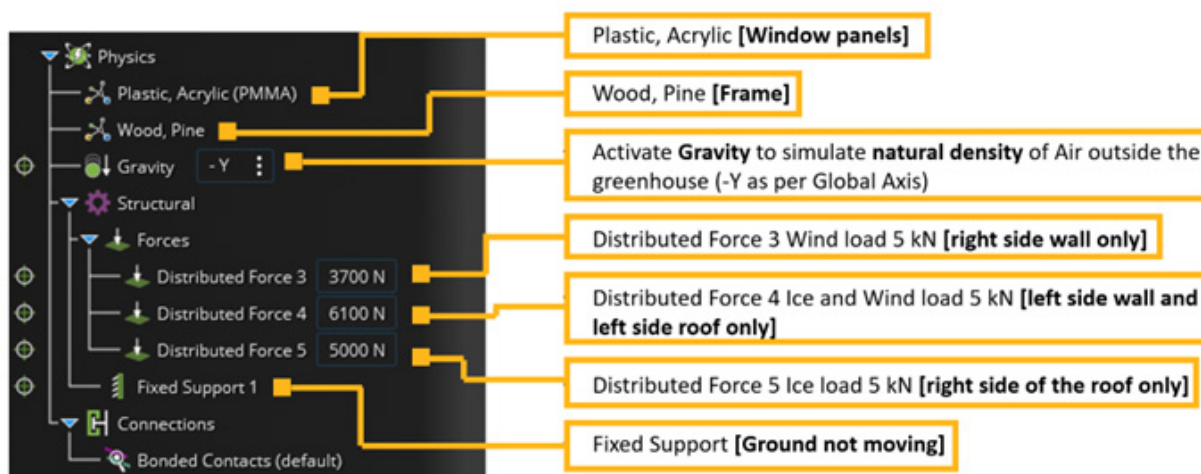 Physics
Plastic, Acrylic (PMMA)
Wood, Pine
Gravity - Y
Structural
Forces
Distributed Force 3 3700 N
Distributed Force 4 6100 N
Distributed Force 5 5000 N
Fixed Support 1
Connections
Bonded Contacts (default)
Plastic, Acrylic [Window panels]
Wood, Pine [Frame]
Activate Gravity to simulate natural density of Air outside the
greenhouse (-Y as per Global Axis)
Distributed Force 3 Wind load 5 kN [right side wall only]
Distributed Force 4 Ice and Wind load 5 kN [left side wall and
left side roof only]
Distributed Force 5 Ice load 5 kN [right side of the roof only]
Fixed Support [Ground not moving]